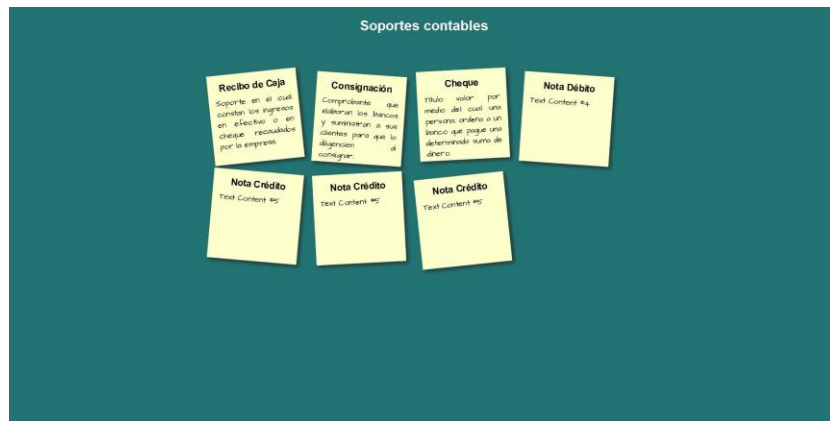 Soportes contables
Recibo de Caja
Soporte en el cual
constan los ingresos
en efectivo o en
cheque recaudados
por la empresa.
Consignación
Comprobante que
elaboran los bancos
y suministran a sus
clientes para que lo
diligencien al
consignar.
Cheque
Título valor por
medio del cual una
persona, ordena a un
banco que pague una
determinada suma de
dinero.
Nota Débito
Text Content #4
Nota Crédito
Text Content #5
Nota Crédito
Text Content #5
Nota Crédito
Text Content #5